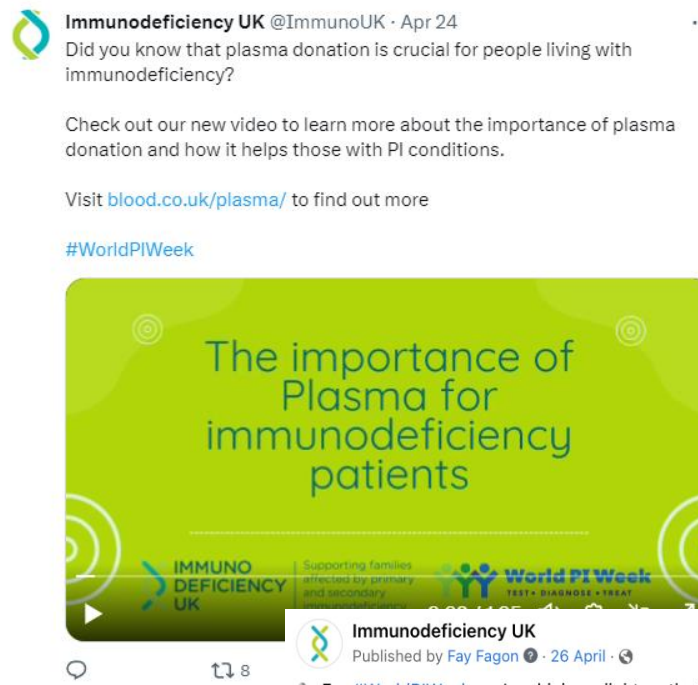 Immunodeficiency UK @ImmunoUK · Apr 24
Did you know that plasma donation is crucial for people living with
immunodeficiency?
Check out our new video to learn more about the importance of plasma
donation and how it helps those with PI conditions.
Visit blood.co.uk/plasma/ to find out more
#WorldPIWeek
The importance of
Plasma for
immunodeficiency
patients
IMMUNO
DEFICIENCY
UK
Supporting families
affected by primary
and secondary
immunodeficiency
World PI Week
TEST • DIAGNOSE • TREAT
8
Immunodeficiency UK
Published by Fay Fagon · 26 April ·